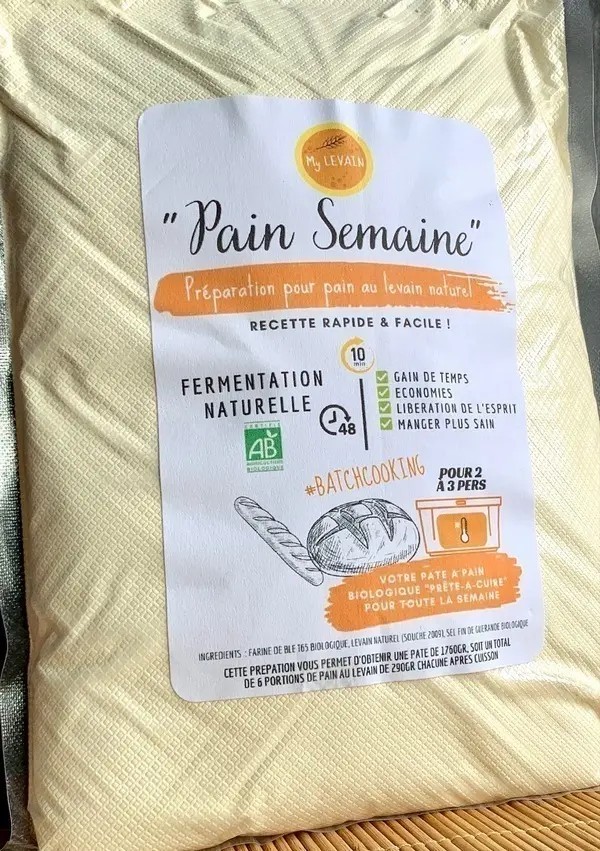 My LEVAIN
"Pain Semaine"
Préparation pour pain au levain naturel
RECETTE RAPIDE & FACILE !
10
min
FERMENTATION
NATURELLE
48
GAIN DE TEMPS
ECONOMIES
LIBERATION DE L'ESPRIT
MANGER PLUS SAIN
CERTIFIÉ
AB
AGRICULTURE
BIOLOGIQUE
#BATCHCOOKING
POUR 2
À 3 PERS
VOTRE PATE A PAIN
BIOLOGIQUE "PRÊTE-A-CUIRE"
POUR TOUTE LA SEMAINE
INGREDIENTS : FARINE DE BLE T65 BIOLOGIQUE, LEVAIN NATUREL (SOUCHE 2009), SEL FIN DE GUERANDE BIOLOGIQUE
CETTE PREPATION VOUS PERMET D'OBTENIR UNE PATE DE 1760GR, SOIT UN TOTAL
DE 6 PORTIONS DE PAIN AU LEVAIN DE 290GR CHACUNE APRES CUISSON